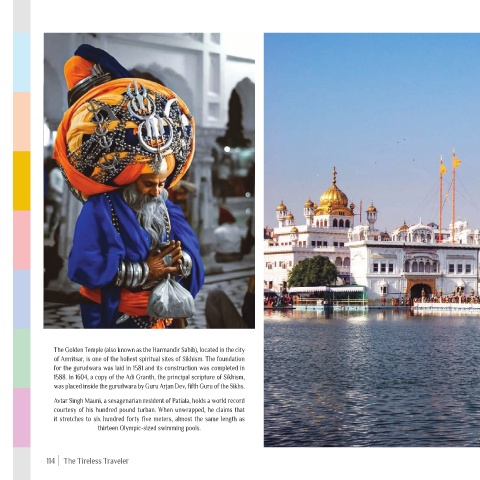 The Golden Temple (also known as the Harmandir Sahib), located in the city
of Amritsar, is one of the holiest spiritual sites of Sikhism. The foundation
for the gurudwara was laid in 1581 and its construction was completed in
1588. In 1604, a copy of the Adi Granth, the principal scripture of Sikhism,
was placed inside the gurudwara by Guru Arjan Dev, fifth Guru of the Sikhs.
Avtar Singh Mauni, a sexagenarian resident of Patiala, holds a world record
courtesy of his hundred pound turban. When unwrapped, he claims that
it stretches to six hundred forty five meters, almost the same length as
thirteen Olympic-sized swimming pools.
114 | The Tireless Traveler